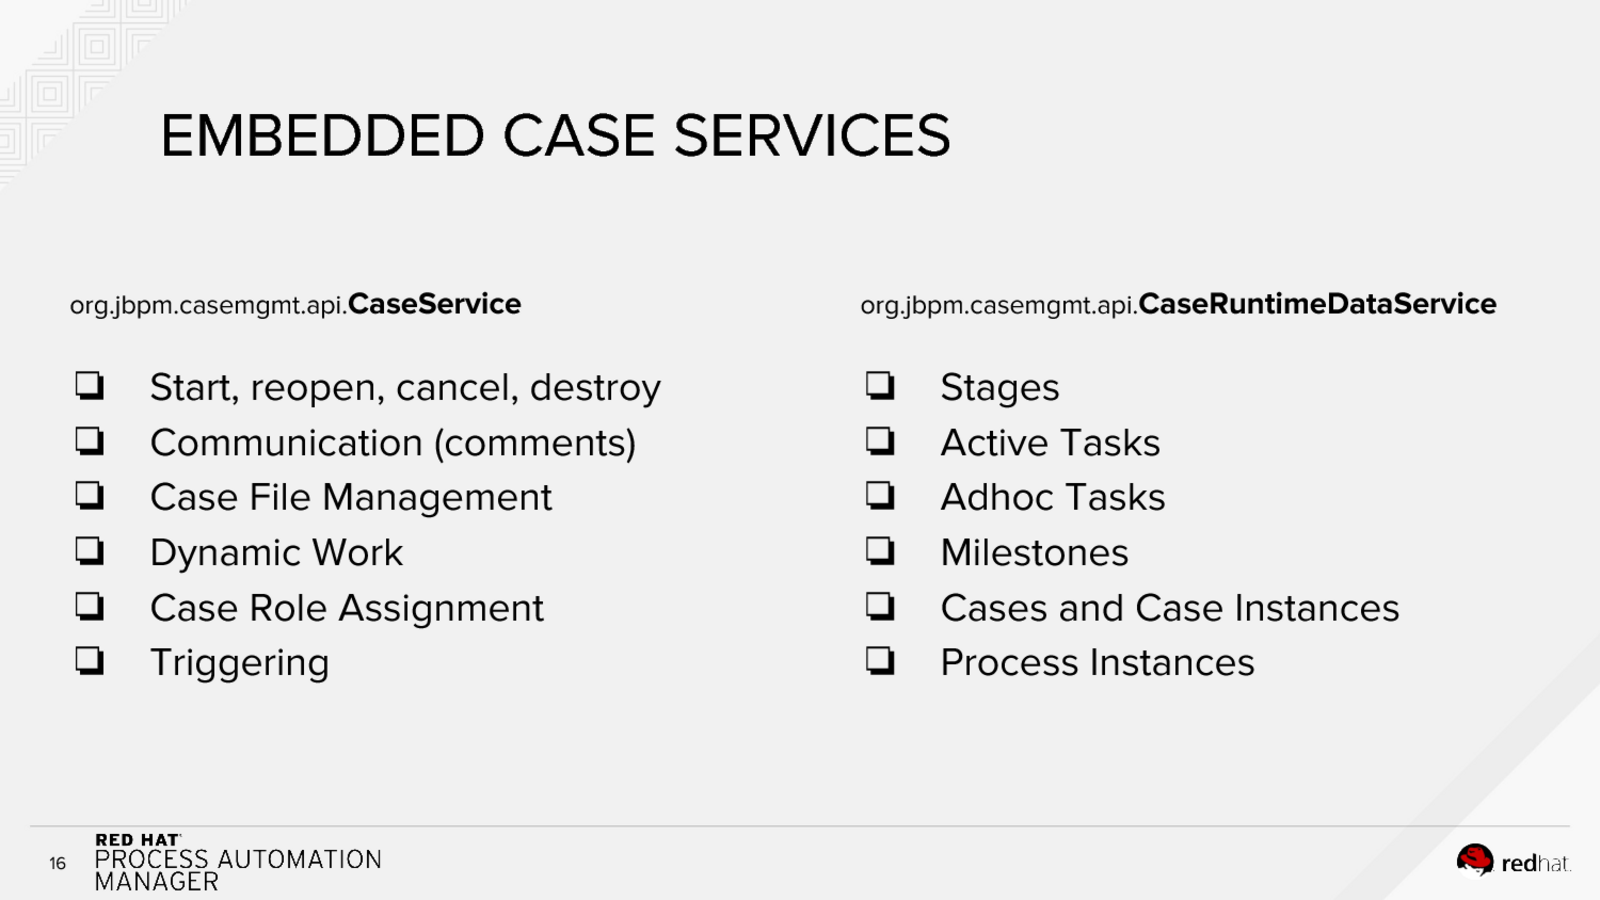 EMBEDDED CASE SERVICES
org.jbpm.casemgmt.api.CaseService
❏ Start, reopen, cancel, destroy
❏ Communication (comments)
❏ Case File Management
❏ Dynamic Work
❏ Case Role Assignment
❏ Triggering
org.jbpm.casemgmt.api.CaseRuntimeDataService
❏ Stages
❏ Active Tasks
❏ Adhoc Tasks
❏ Milestones
❏ Cases and Case Instances
❏ Process Instances
16
RED HAT
PROCESS AUTOMATION
MANAGER
redhat.